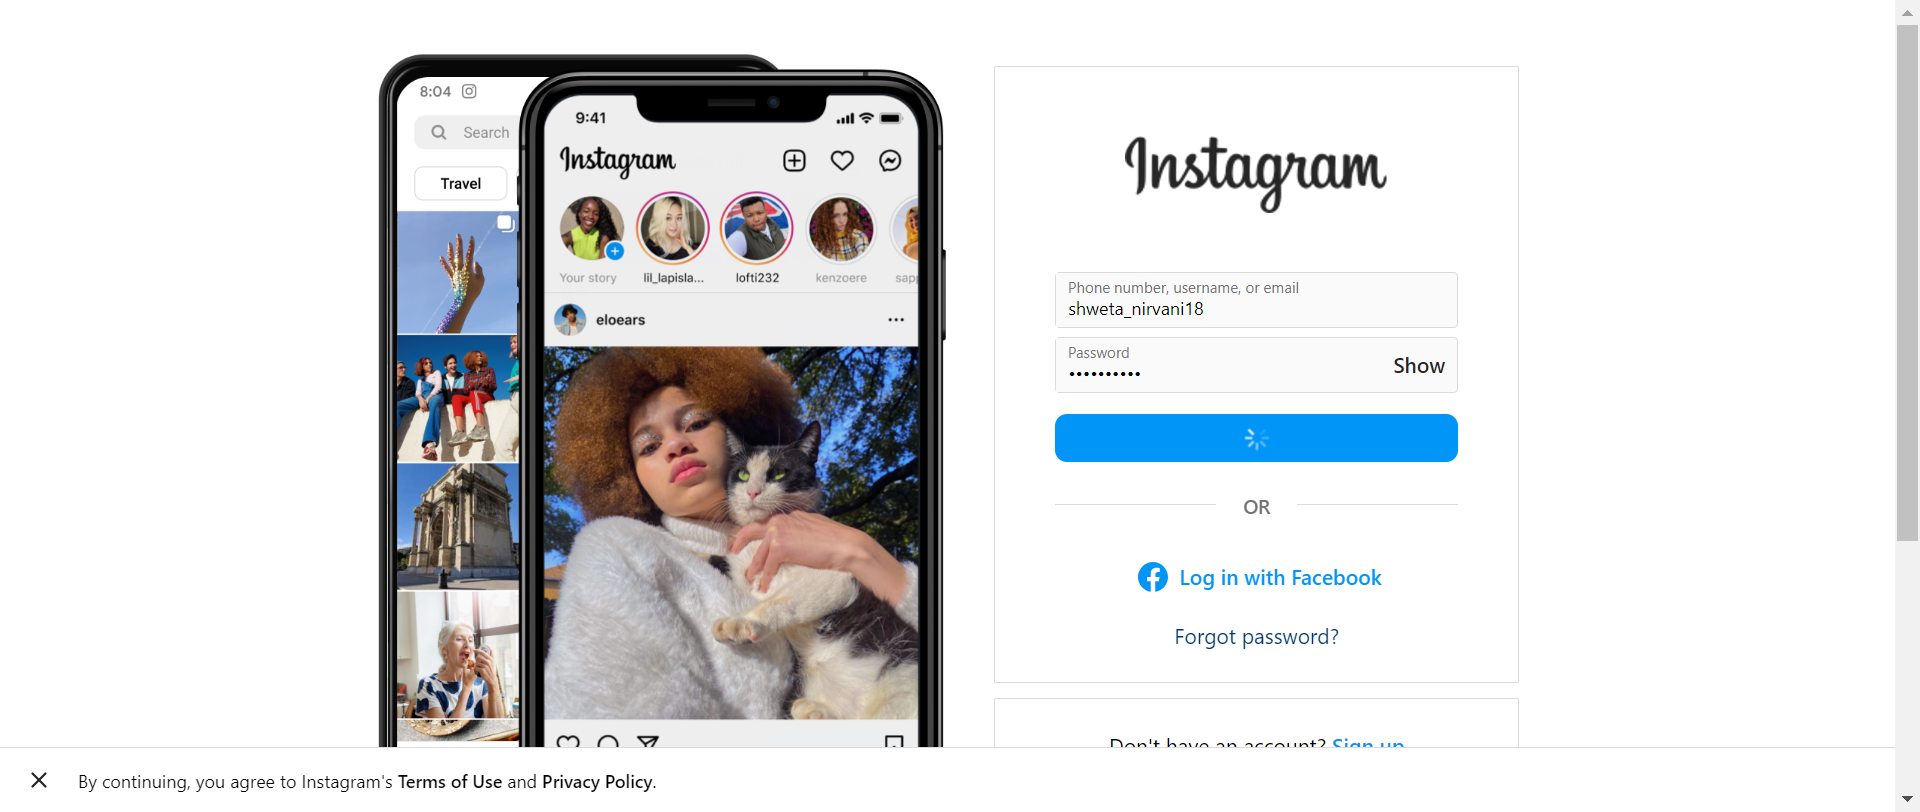 8:04
Search
Travel
9:41
Instagram
Your story
lil_lapisla...
lofti232
kenzoere
sapp
eloears
Instagram
Phone number, username, or email
shweta_nirvani18
Password
••••••••••
Show
OR
Log in with Facebook
Forgot password?
Don't have an account? Sign up
By continuing, you agree to Instagram's Terms of Use and Privacy Policy.